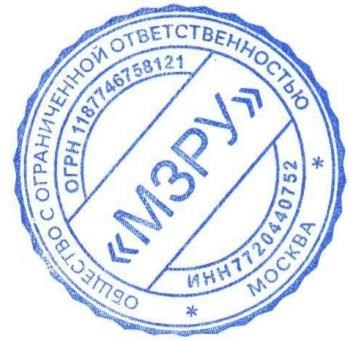 ОБЩЕСТВО С ОГРАНИЧЕННОЙ ОТВЕТСТВЕННОСТЬЮ
* МОСКВА *
ОГРН 1187746758121
«МЗРУ»
ИНН7720440752